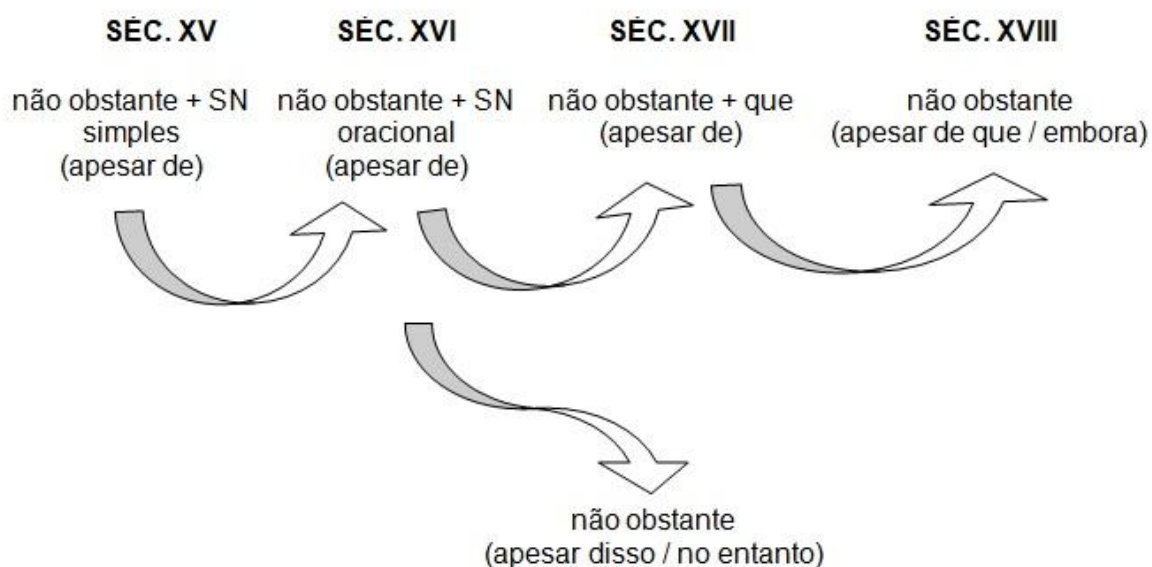 SÉC. XV
SÉC. XVI
SÉC. XVII
SÉC. XVIII
não obstante + SN
simples
(apesar de)
não obstante + SN
oracional
(apesar de)
não obstante + que
(apesar de)
não obstante
(apesar de que / embora)
não obstante
(apesar disso / no entanto)